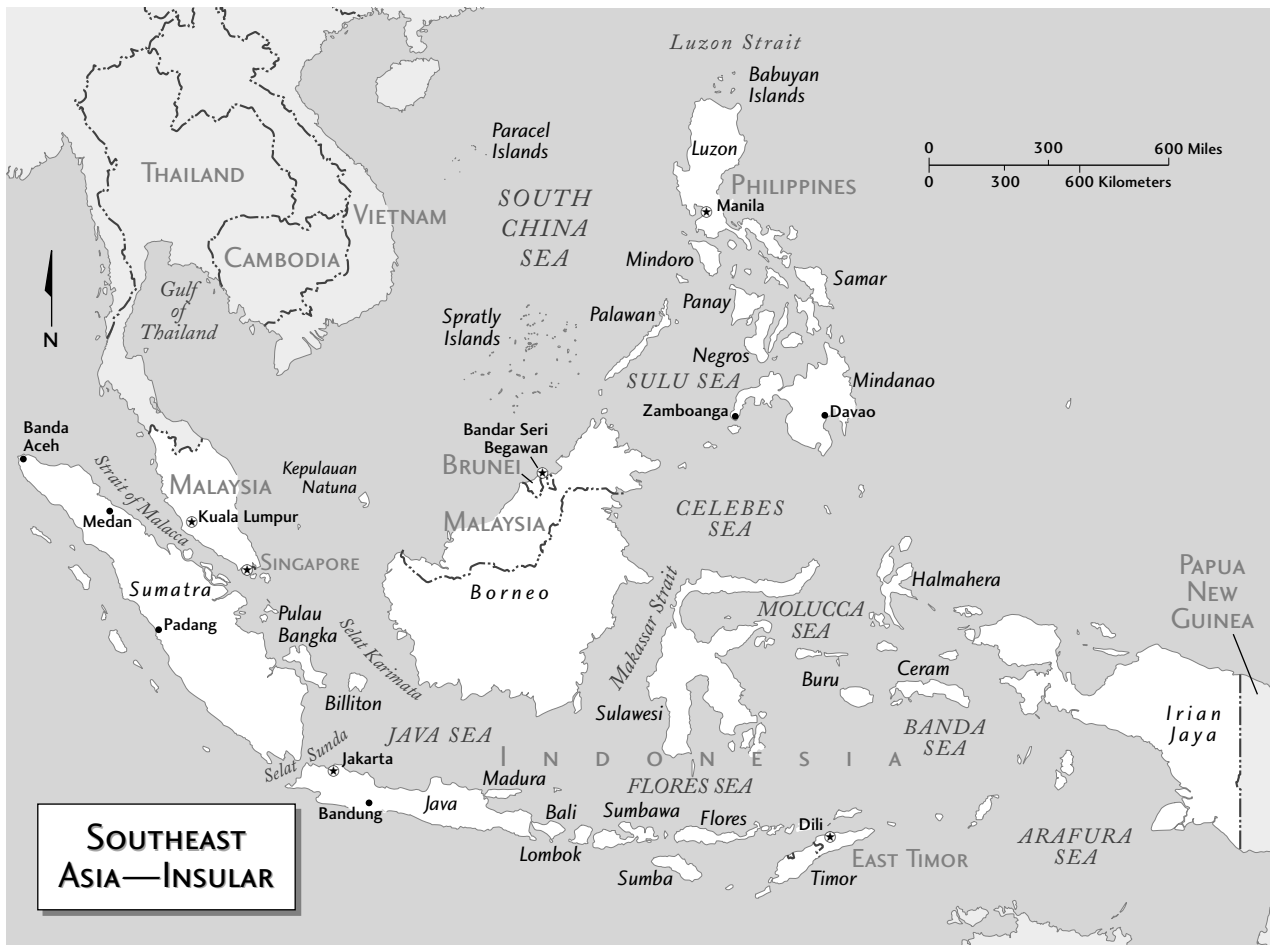 Luzon Strait
Babuyan
Islands
Paracel
Islands
Luzon
0 300 600 Miles
0 300 600 Kilometers
THAILAND
SOUTH
CHINA
SEA
PHILIPPINES
Manila
VIETNAM
CAMBODIA
Mindoro
Samar
Gulf
of
Thailand
N
Spratly
Islands
Palawan
Panay
Negros
SULU SEA
Mindanao
Zamboanga
Davao
Banda
Aceh
Bandar Seri
Begawan
BRUNEI
Strait of Malacca
Kepulauan
Natuna
MALAYSIA
Medan
Kuala Lumpur
MALAYSIA
CELEBES
SEA
SINGAPORE
Sumatra
Borneo
Halmahera
PAPUA
NEW
GUINEA
Makassar Strait
MOLUCCA
SEA
Padang
Pulau
Bangka
Selat Karimata
Billiton
Buru
Ceram
Sulawesi
Irian
Jaya
BANDA
SEA
JAVA SEA
Selat Sunda
INDONESIA
Jakarta
Madura
FLORES SEA
Bandung
Java
Bali
Sumbawa
Flores
Dili
Lombok
Sumba
Timor
EAST TIMOR
ARAFURA
SEA
SOUTHEAST
ASIA—INSULAR